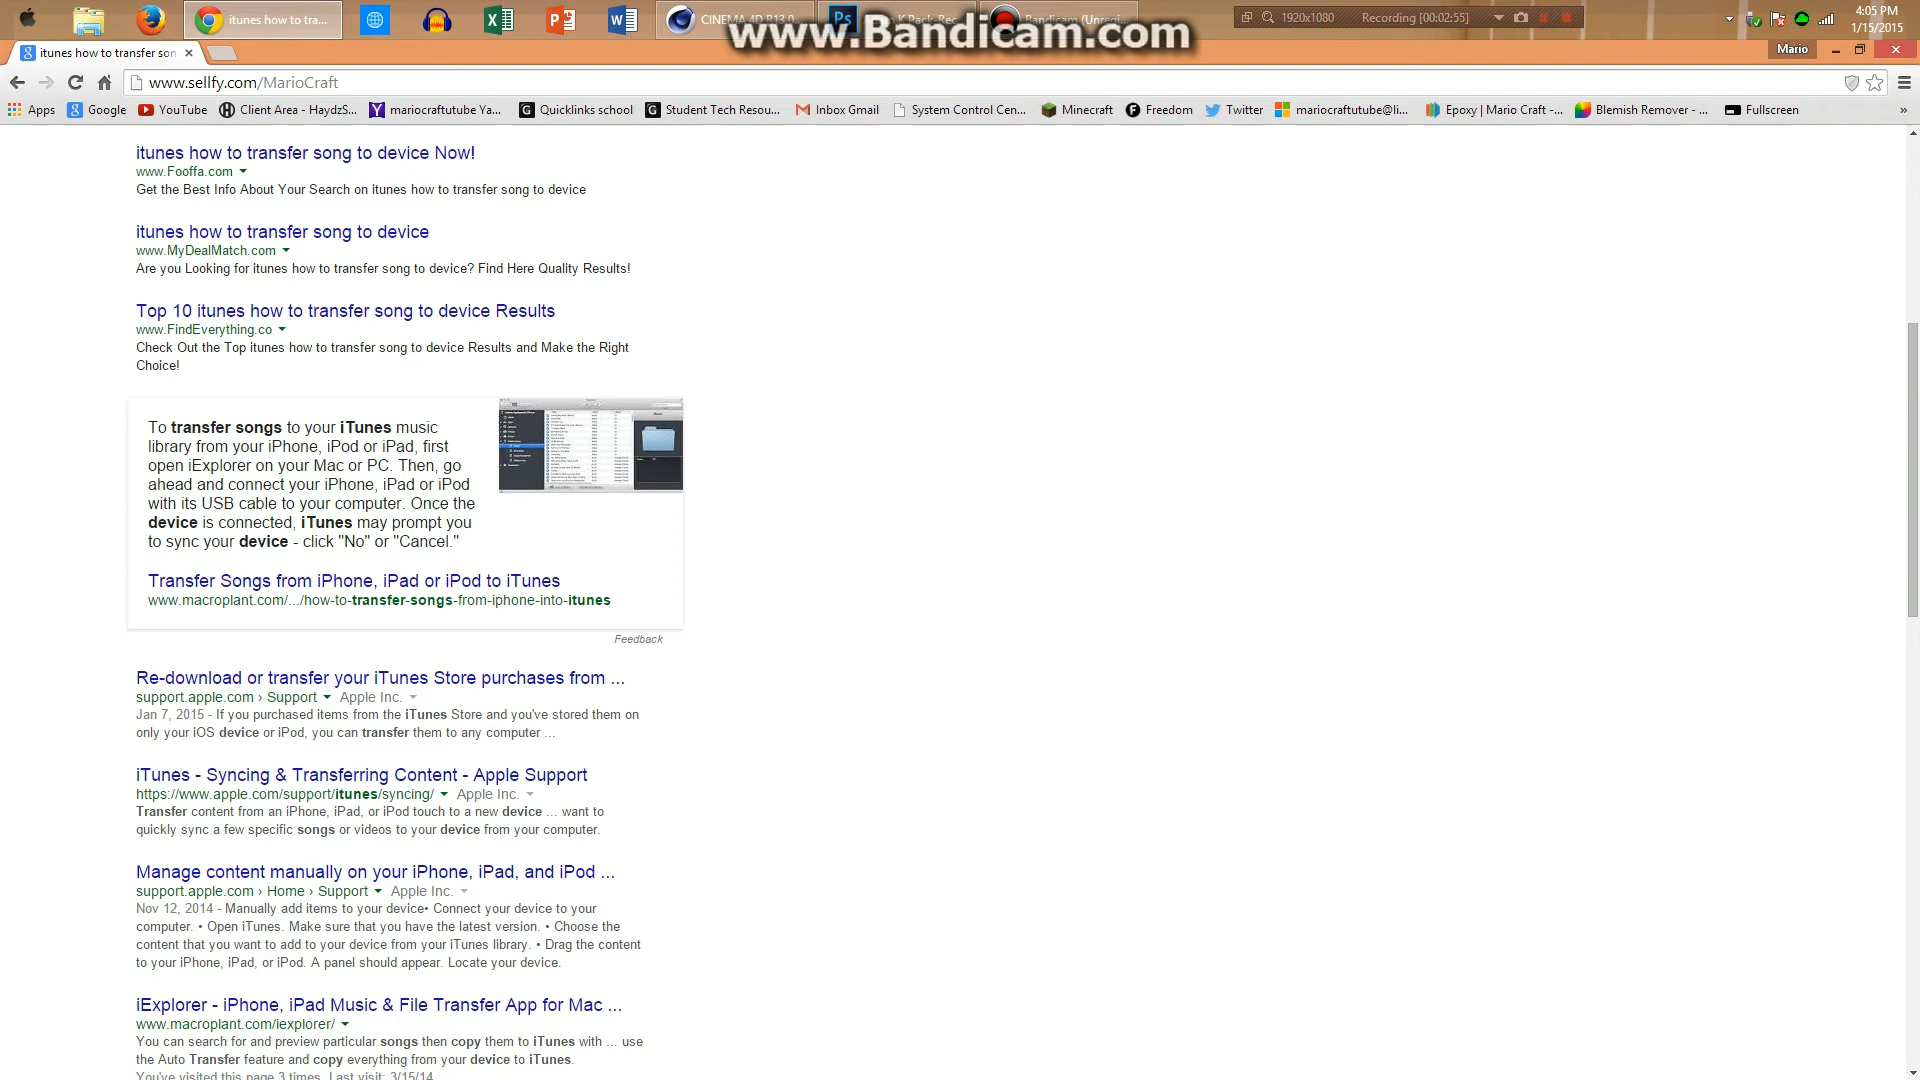 itunes how to tra...
CINEMA 4D R13.0
K Pack-Rec
Bandicam (Unregi
www.Bandicam.com
1920x1080
Recording [00:02:55]
4:05 PM
1/15/2015
itunes how to transfer son
Mario
www.sellfy.com/MarioCraft
Apps
Google
YouTube
Client Area - HaydzS...
mariocraftutube Ya...
Quicklinks school
Student Tech Resou...
Inbox Gmail
System Control Cen...
Minecraft
Freedom
Twitter
mariocraftutube@li...
Epoxy | Mario Craft -...
Blemish Remover - ...
Fullscreen
»
itunes how to transfer song to device Now!
www.Fooffa.com
Get the Best Info About Your Search on itunes how to transfer song to device
itunes how to transfer song to device
www.MyDealMatch.com
Are you Looking for itunes how to transfer song to device? Find Here Quality Results!
Top 10 itunes how to transfer song to device Results
www.FindEverything.co
Check Out the Top itunes how to transfer song to device Results and Make the Right
Choice!
To transfer songs to your iTunes music
library from your iPhone, iPod or iPad, first
open iExplorer on your Mac or PC. Then, go
ahead and connect your iPhone, iPad or iPod
with its USB cable to your computer. Once the
device is connected, iTunes may prompt you
to sync your device - click "No" or "Cancel."
Transfer Songs from iPhone, iPad or iPod to iTunes
www.macroplant.com/.../how-to-transfer-songs-from-iphone-into-itunes
Feedback
Re-download or transfer your iTunes Store purchases from ...
support.apple.com › Support Apple Inc.
Jan 7, 2015 - If you purchased items from the iTunes Store and you've stored them on
only your iOS device or iPod, you can transfer them to any computer ...
iTunes - Syncing & Transferring Content - Apple Support
https://www.apple.com/support/itunes/syncing/ Apple Inc.
Transfer content from an iPhone, iPad, or iPod touch to a new device ... want to
quickly sync a few specific songs or videos to your device from your computer.
Manage content manually on your iPhone, iPad, and iPod ...
support.apple.com › Home › Support Apple Inc.
Nov 12, 2014 - Manually add items to your device• Connect your device to your
computer. • Open iTunes. Make sure that you have the latest version. • Choose the
content that you want to add to your device from your iTunes library. • Drag the content
to your iPhone, iPad, or iPod. A panel should appear. Locate your device.
iExplorer - iPhone, iPad Music & File Transfer App for Mac ...
www.macroplant.com/iexplorer/
You can search for and preview particular songs then copy them to iTunes with ... use
the Auto Transfer feature and copy everything from your device to iTunes.
You've visited this page 3 times. Last visit: 3/15/14